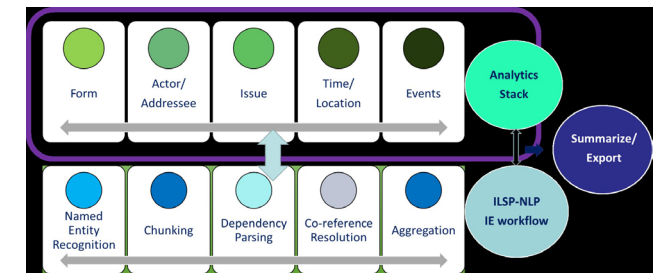 Form
Actor/
Addressee
Issue
Time/
Location
Events
Analytics
Stack
Summarize/
Export
Named
Entity
Recognition
Chunking
Dependency
Parsing
Co-reference
Resolution
Aggregation
ILSP-NLP
IE workflow